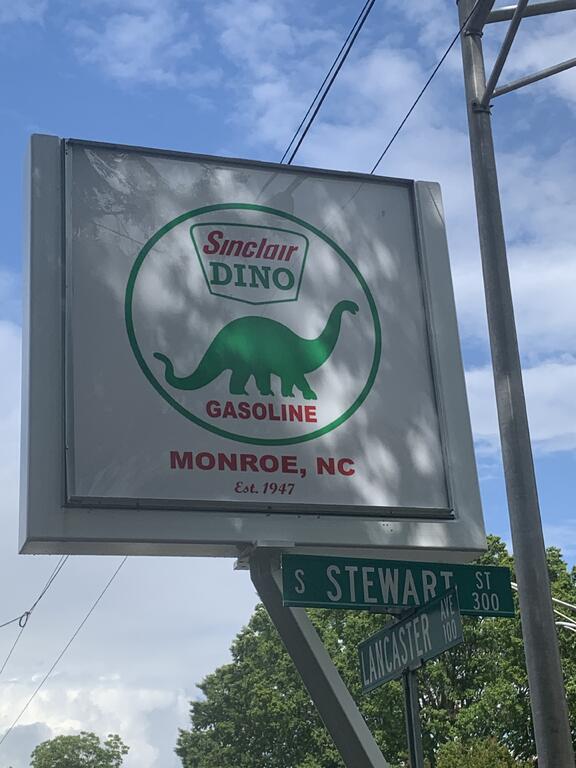 Sinclair
DINO
GASOLINE
MONROE, NC
Est. 1947
S STEWART ST 300
LANCASTER AVE 100